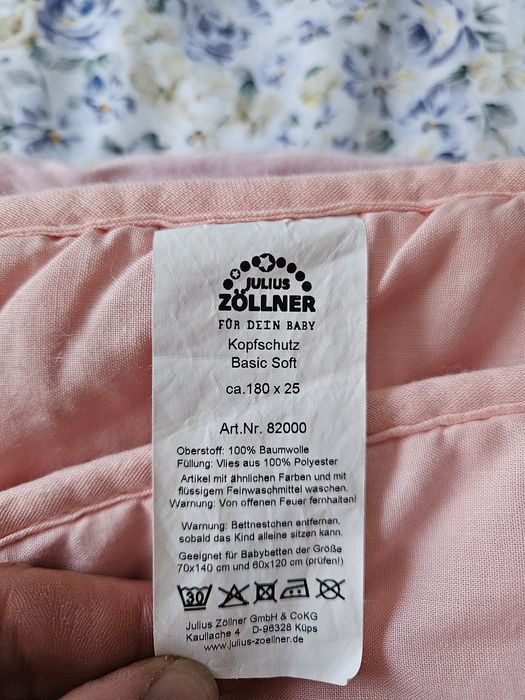 JULIUS
ZÖLLNER
FÜR DEIN BABY
Kopfschutz
Basic Soft
ca.180 x 25
Art.Nr. 82000
Oberstoff: 100% Baumwolle
Füllung: Vlies aus 100% Polyester
Artikel mit ähnlichen Farben und mit
flüssigem Feinwaschmittel waschen.
Warnung: Von offenen Feuer fernhalten!
Warnung: Bettnestchen entfernen,
sobald das Kind alleine sitzen kann.
Geeignet für Babybetten der Größe
70x140 cm und 60x120 cm (prüfen!)
30
Julius Zöllner GmbH & CoKG
Kaullache 4 D-96328 Küps
www.julius-zoellner.de